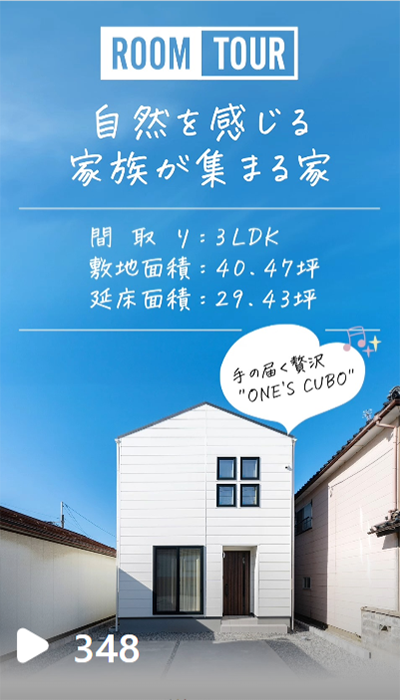 ROOM TOUR
自然を感じる
家族が集まる家
間取り:3LDK
敷地面積:40.47坪
延床面積:29.43坪
手の届く贅沢
"ONE'S CUBO"
348